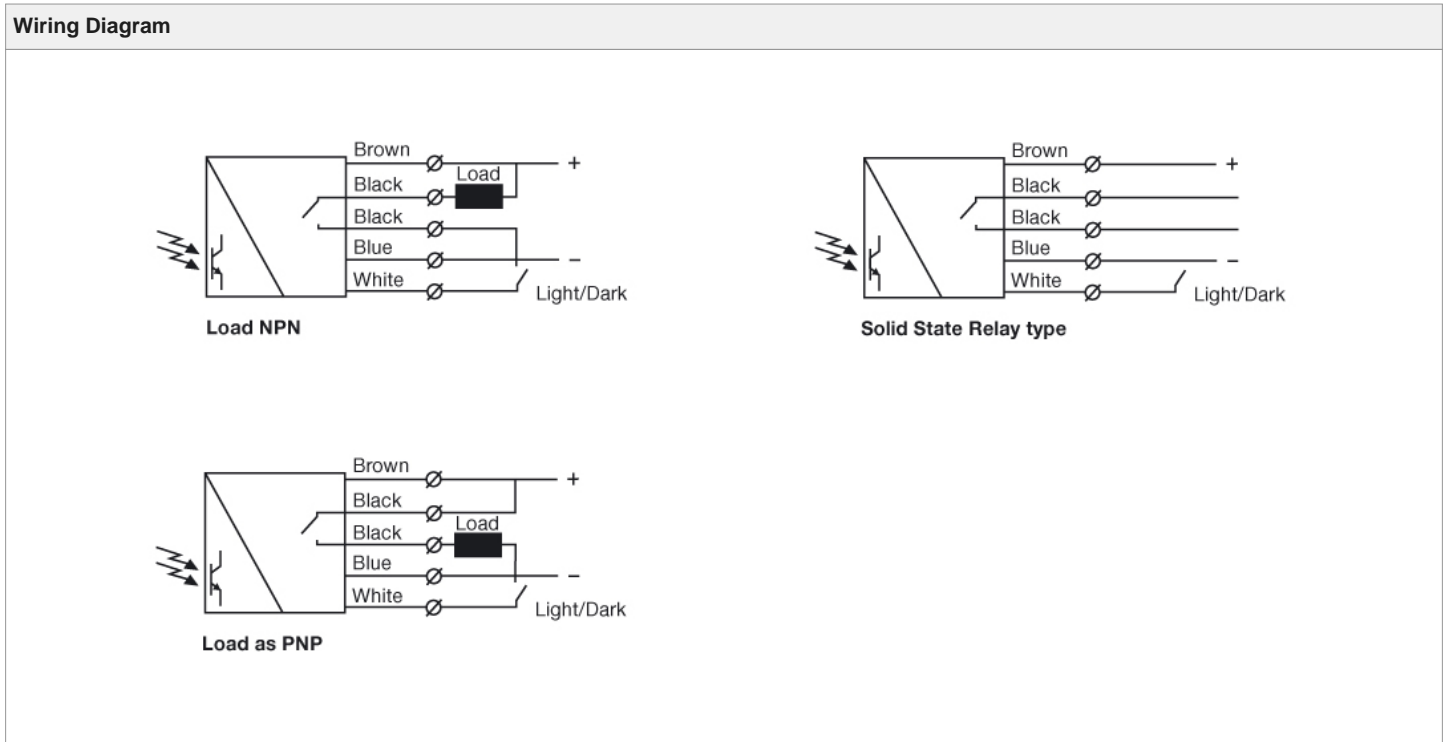 Wiring Diagram
Brown
+
Load
Black
Black
Blue
−
White
Light/Dark
Load NPN
Brown
+
Black
Black
Blue
−
White
Light/Dark
Solid State Relay type
Brown
+
Black
Load
Black
Blue
−
White
Light/Dark
Load as PNP